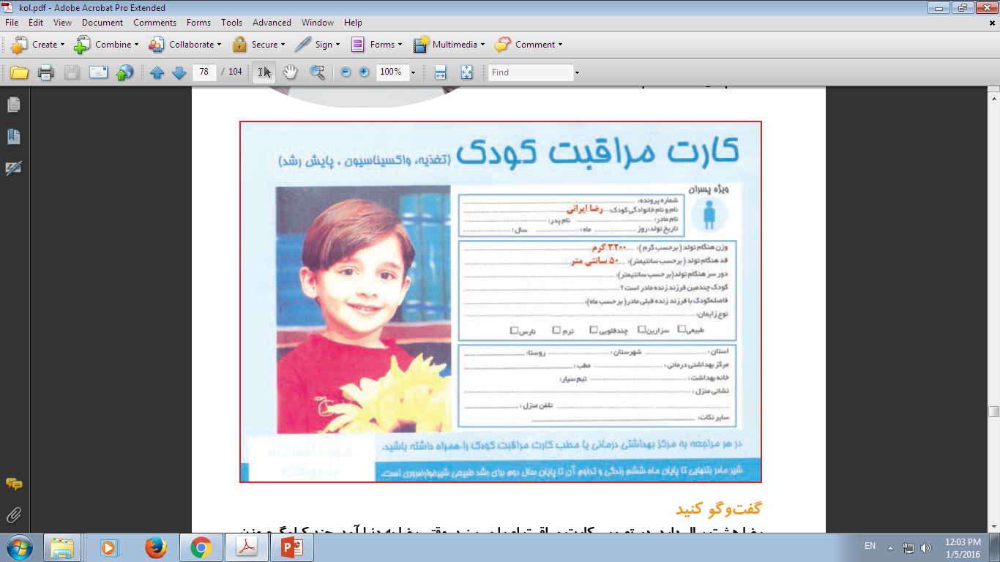 kol.pdf - Adobe Acrobat Pro Extended
File Edit View Document Comments Forms Tools Advanced Window Help
Create Combine Collaborate Secure Sign Forms Multimedia Comment
78 / 104 100% Find
کارت مراقبت کودک (تغذیه، واکسیناسیون ، پایش رشد)
ویژه پسران
شماره پرونده:
نام و نام خانوادگی کودک: رضا ایرانی
نام مادر: نام پدر:
تاریخ تولد: روز ماه: سال:
وزن هنگام تولد (برحسب گرم): ۳۲۰۰ گرم
قد هنگام تولد (برحسب سانتیمتر): ۵۰ سانتی متر
دور سر هنگام تولد(برحسب سانتیمتر):
کودک چندمین فرزند زنده مادر است؟
فاصله کودک با فرزند زنده قبلی مادر(برحسب ماه):
نوع زایمان:
طبیعی سزارین چندقلویی ترم نارس
استان: شهرستان: روستا:
مرکز بهداشتی درمانی: مطب:
خانه بهداشت: تیم سیار:
نشانی منزل:
تلفن منزل:
سایر نکات:
در هر مراجعه به مرکز بهداشتی درمانی یا مطب کارت مراقبت کودک را همراه داشته باشید.
شیر مادر بتنهایی تا پایان ماه ششم زندگی و تداوم آن تا پایان سال دوم برای رشد طبیعی شیرخوار ضروری است.
گفت‌وگو کنید
EN 12:03 PM
1/5/2016